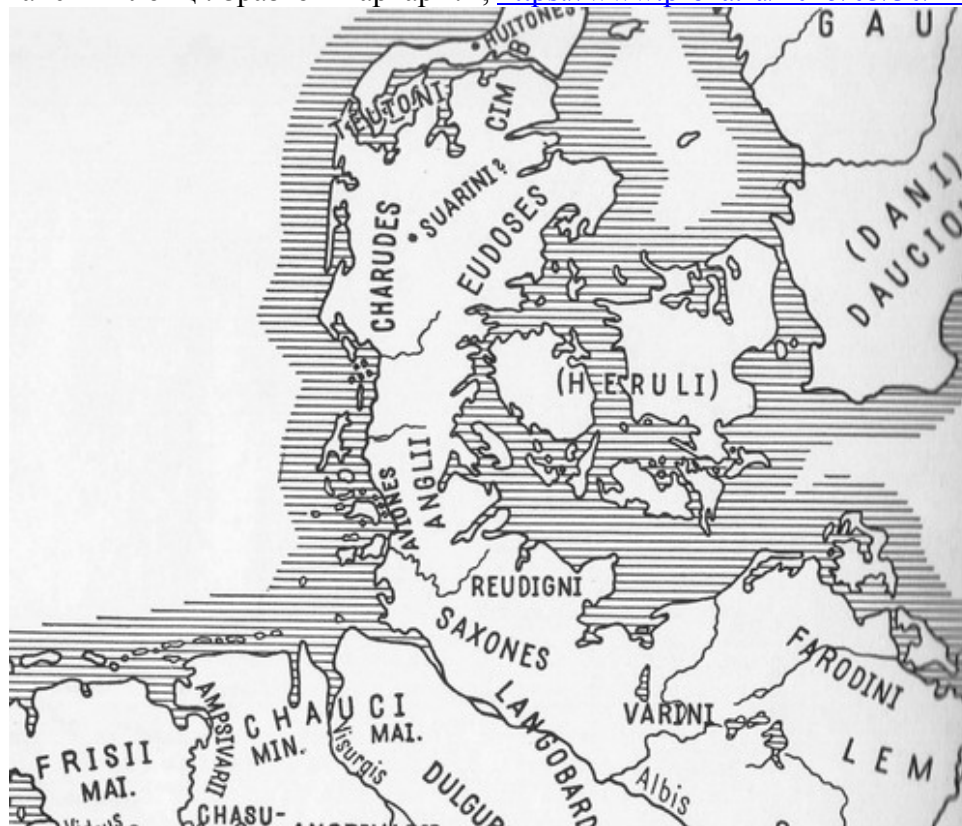 HUITONES
G A U
TEUTONI
CIM
B
SUARINI?
CHARUDES
EUDOSES
(DANI)
DAUCIO
(HERULI)
AVIONES
ANGLII
REUDIGNI
SAXONES
FARODINI
AMPSIVARII
CHAUCI
MIN.
MAI.
Visurgis
LANGOBARD
VARINI
FRISII
MAI.
LEM
DULGU
Albis
CHASU-